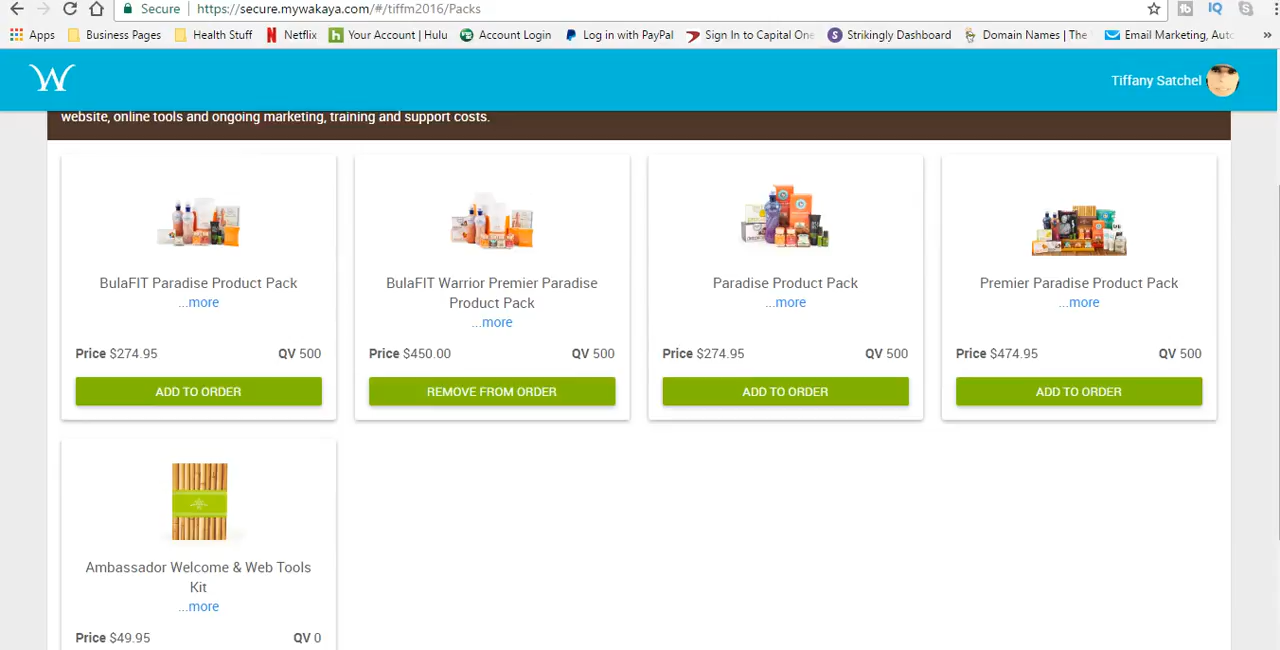 Secure https://secure.mywakaya.com/#/tiffm2016/Packs
Apps Business Pages Health Stuff Netflix Your Account | Hulu Account Login Log in with PayPal Sign In to Capital One Strikingly Dashboard Domain Names | The Email Marketing, Auto »
W Tiffany Satchel
website, online tools and ongoing marketing, training and support costs.
BulaFIT Paradise Product Pack
...more
Price $274.95 QV 500
ADD TO ORDER
BulaFIT Warrior Premier Paradise
Product Pack
...more
Price $450.00 QV 500
REMOVE FROM ORDER
Paradise Product Pack
...more
Price $274.95 QV 500
ADD TO ORDER
Premier Paradise Product Pack
...more
Price $474.95 QV 500
ADD TO ORDER
Ambassador Welcome & Web Tools
Kit
...more
Price $49.95 QV 0